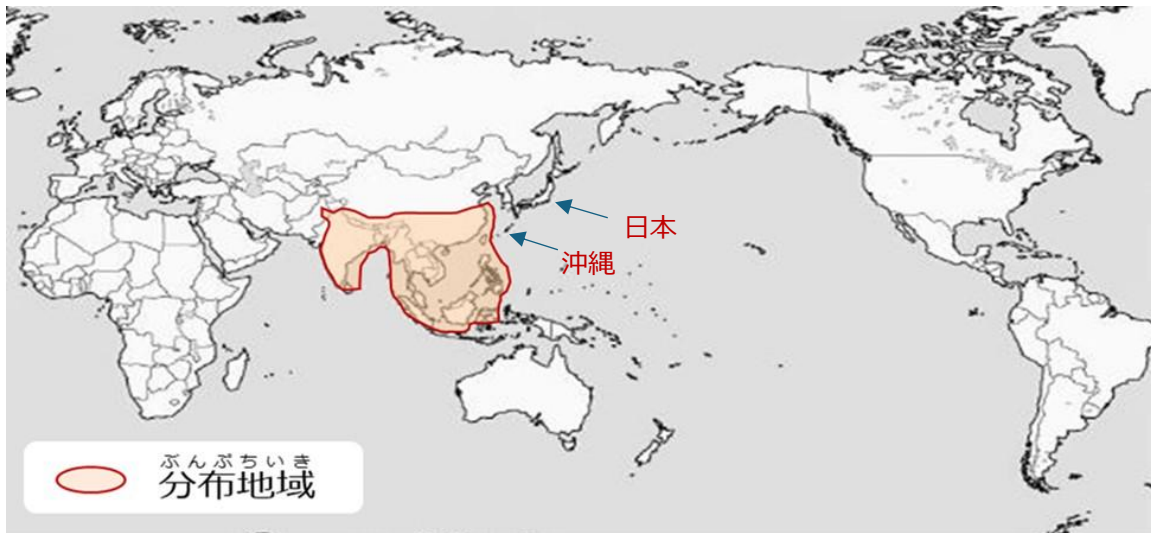 日本
沖縄
ぶんぷちいき
分布地域